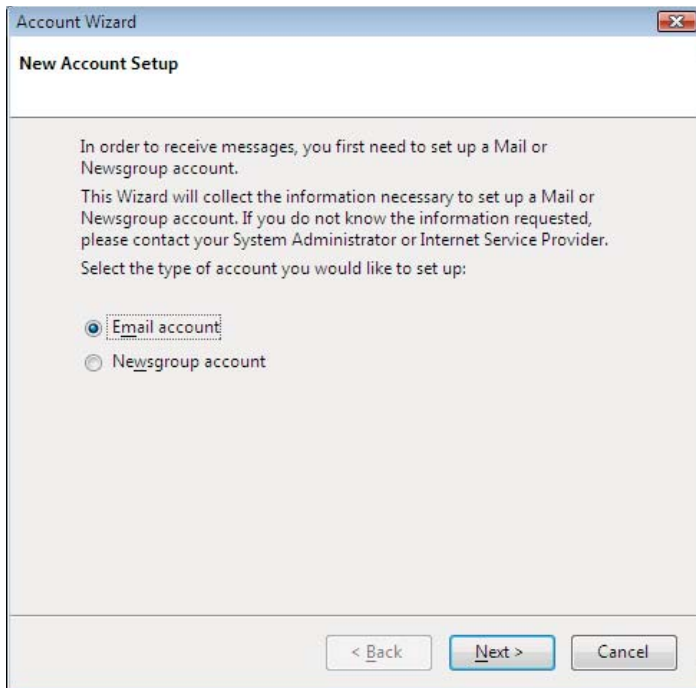 Account Wizard
New Account Setup
In order to receive messages, you first need to set up a Mail or
Newsgroup account.
This Wizard will collect the information necessary to set up a Mail or
Newsgroup account. If you do not know the information requested,
please contact your System Administrator or Internet Service Provider.
Select the type of account you would like to set up:
Email account
Newsgroup account
< Back
Next >
Cancel